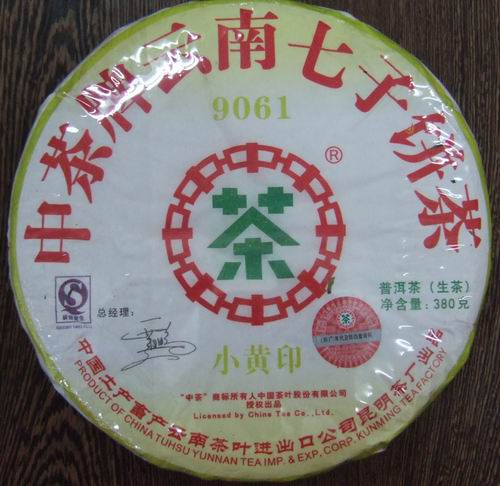 中茶牌云南七子饼茶
9061
®
茶
普洱茶（生茶）
净含量：380克
总经理：
小黄印
"中茶"商标所有人中国茶叶股份有限公司
授权出品
Licensed by China Tea Co.,Ltd.
中国土产畜产云南茶叶进出口公司昆明茶厂出品
PRODUCT OF CHINA TUHSU YUNNAN TEA IMP. & EXP. CORP. KUNMING TEA FACTORY